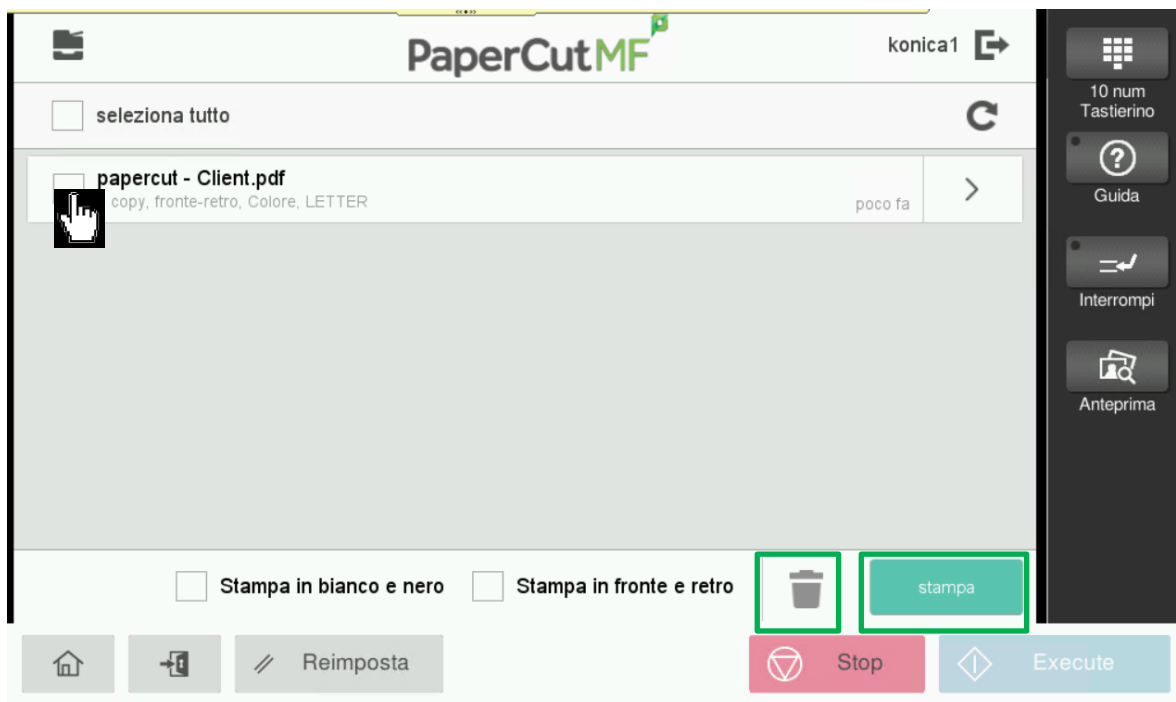 PaperCutMF
konica1
seleziona tutto
papercut - Client.pdf
copy, fronte-retro, Colore, LETTER
poco fa
Stampa in bianco e nero
Stampa in fronte e retro
stampa
Reimposta
Stop
Execute
10 num
Tastierino
Guida
Interrompi
Anteprima